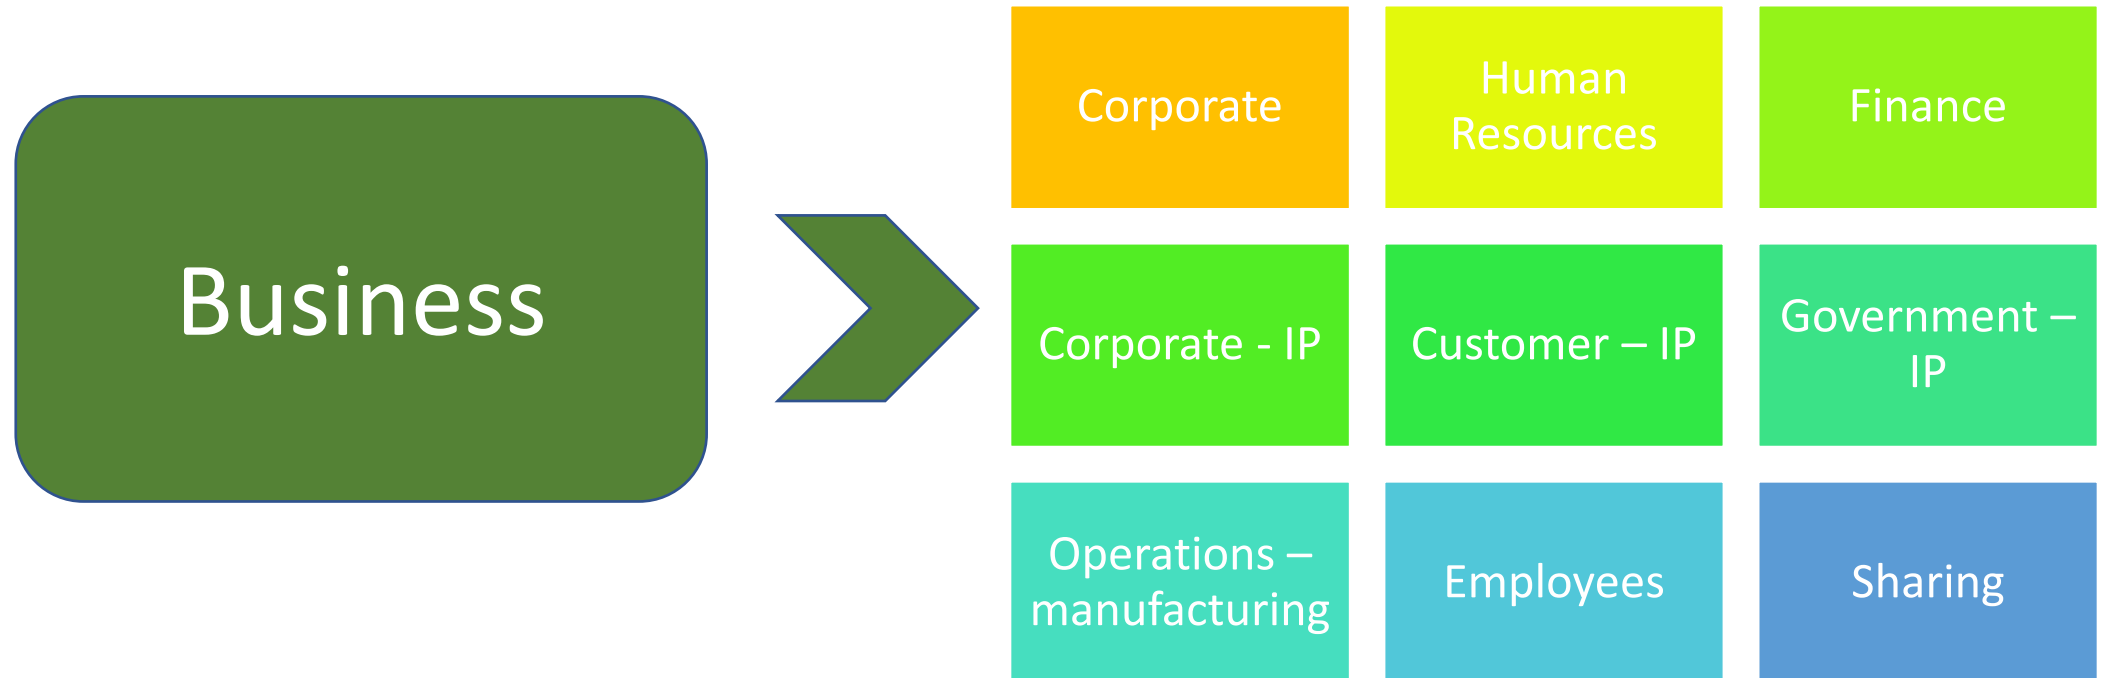 Business
Corporate
Human
Resources
Finance
Corporate - IP
Customer – IP
Government –
IP
Operations –
manufacturing
Employees
Sharing